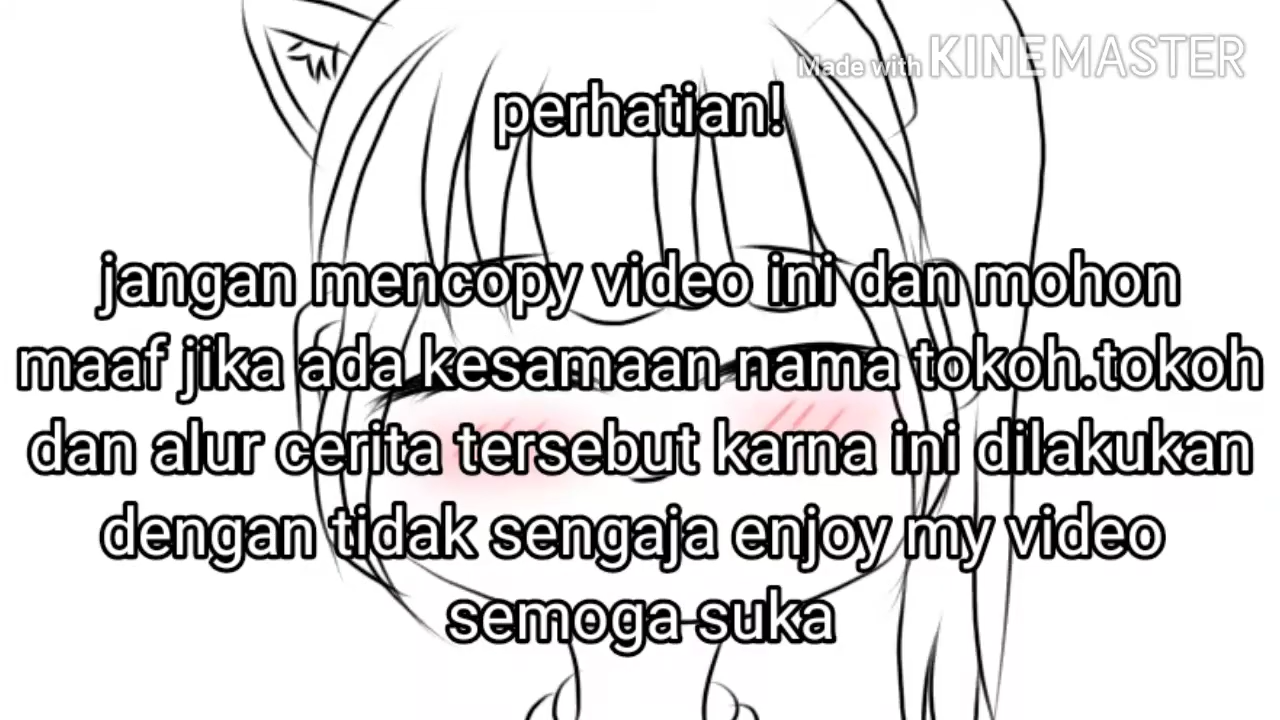 Made with KINEMASTER
perhatian!
jangan mencopy video ini dan mohon
maaf jika ada kesamaan nama tokoh.tokoh
dan alur cerita tersebut karna ini dilakukan
dengan tidak sengaja enjoy my video
semoga suka